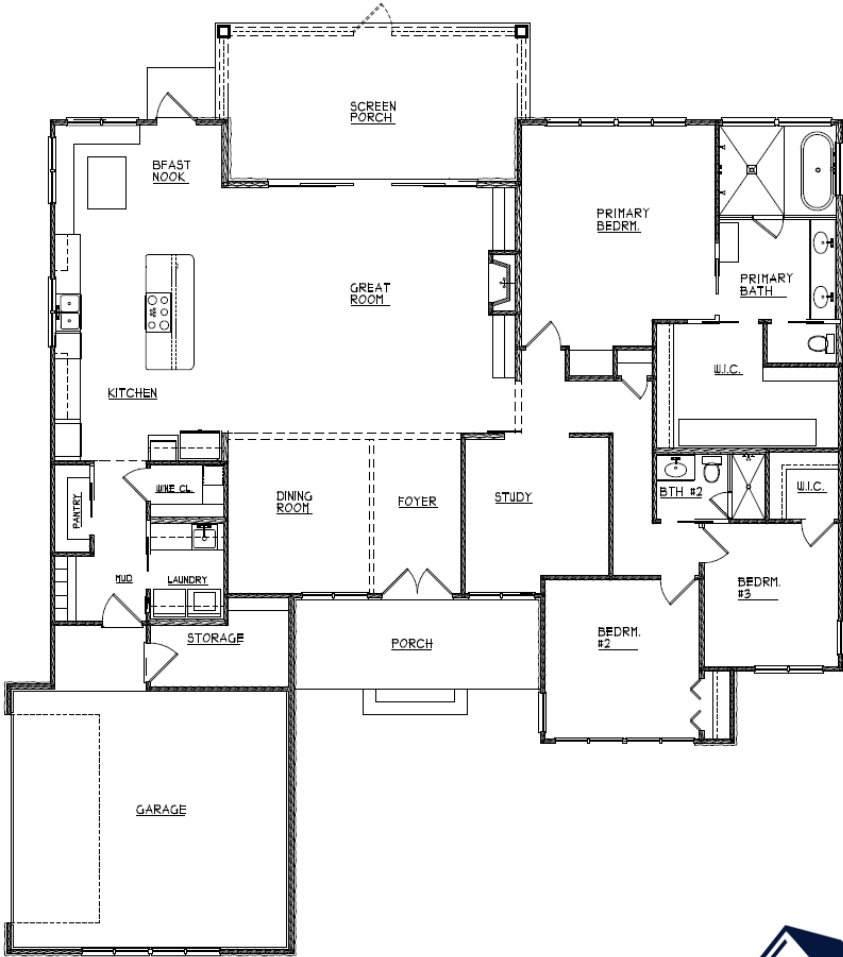 SCREEN
PORCH
BFAST
NOOK
PRIMARY
BEDRM.
PRIMARY
BATH
GREAT
ROOM
W.I.C.
KITCHEN
WINE CL.
PANTRY
DINING
ROOM
FOYER
STUDY
BTH #2
W.I.C.
MUD
LAUNDRY
BEDRM.
#3
STORAGE
PORCH
BEDRM.
#2
GARAGE